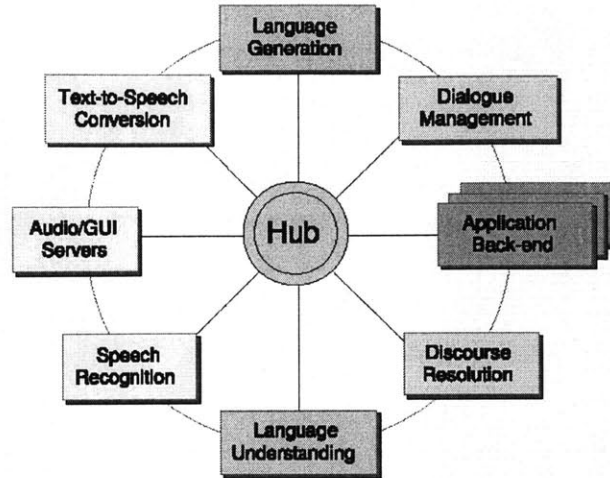 Language
Generation
Text-to-Speech
Conversion
Dialogue
Management
Audio/GUI
Servers
Hub
Application
Back-end
Speech
Recognition
Discourse
Resolution
Language
Understanding